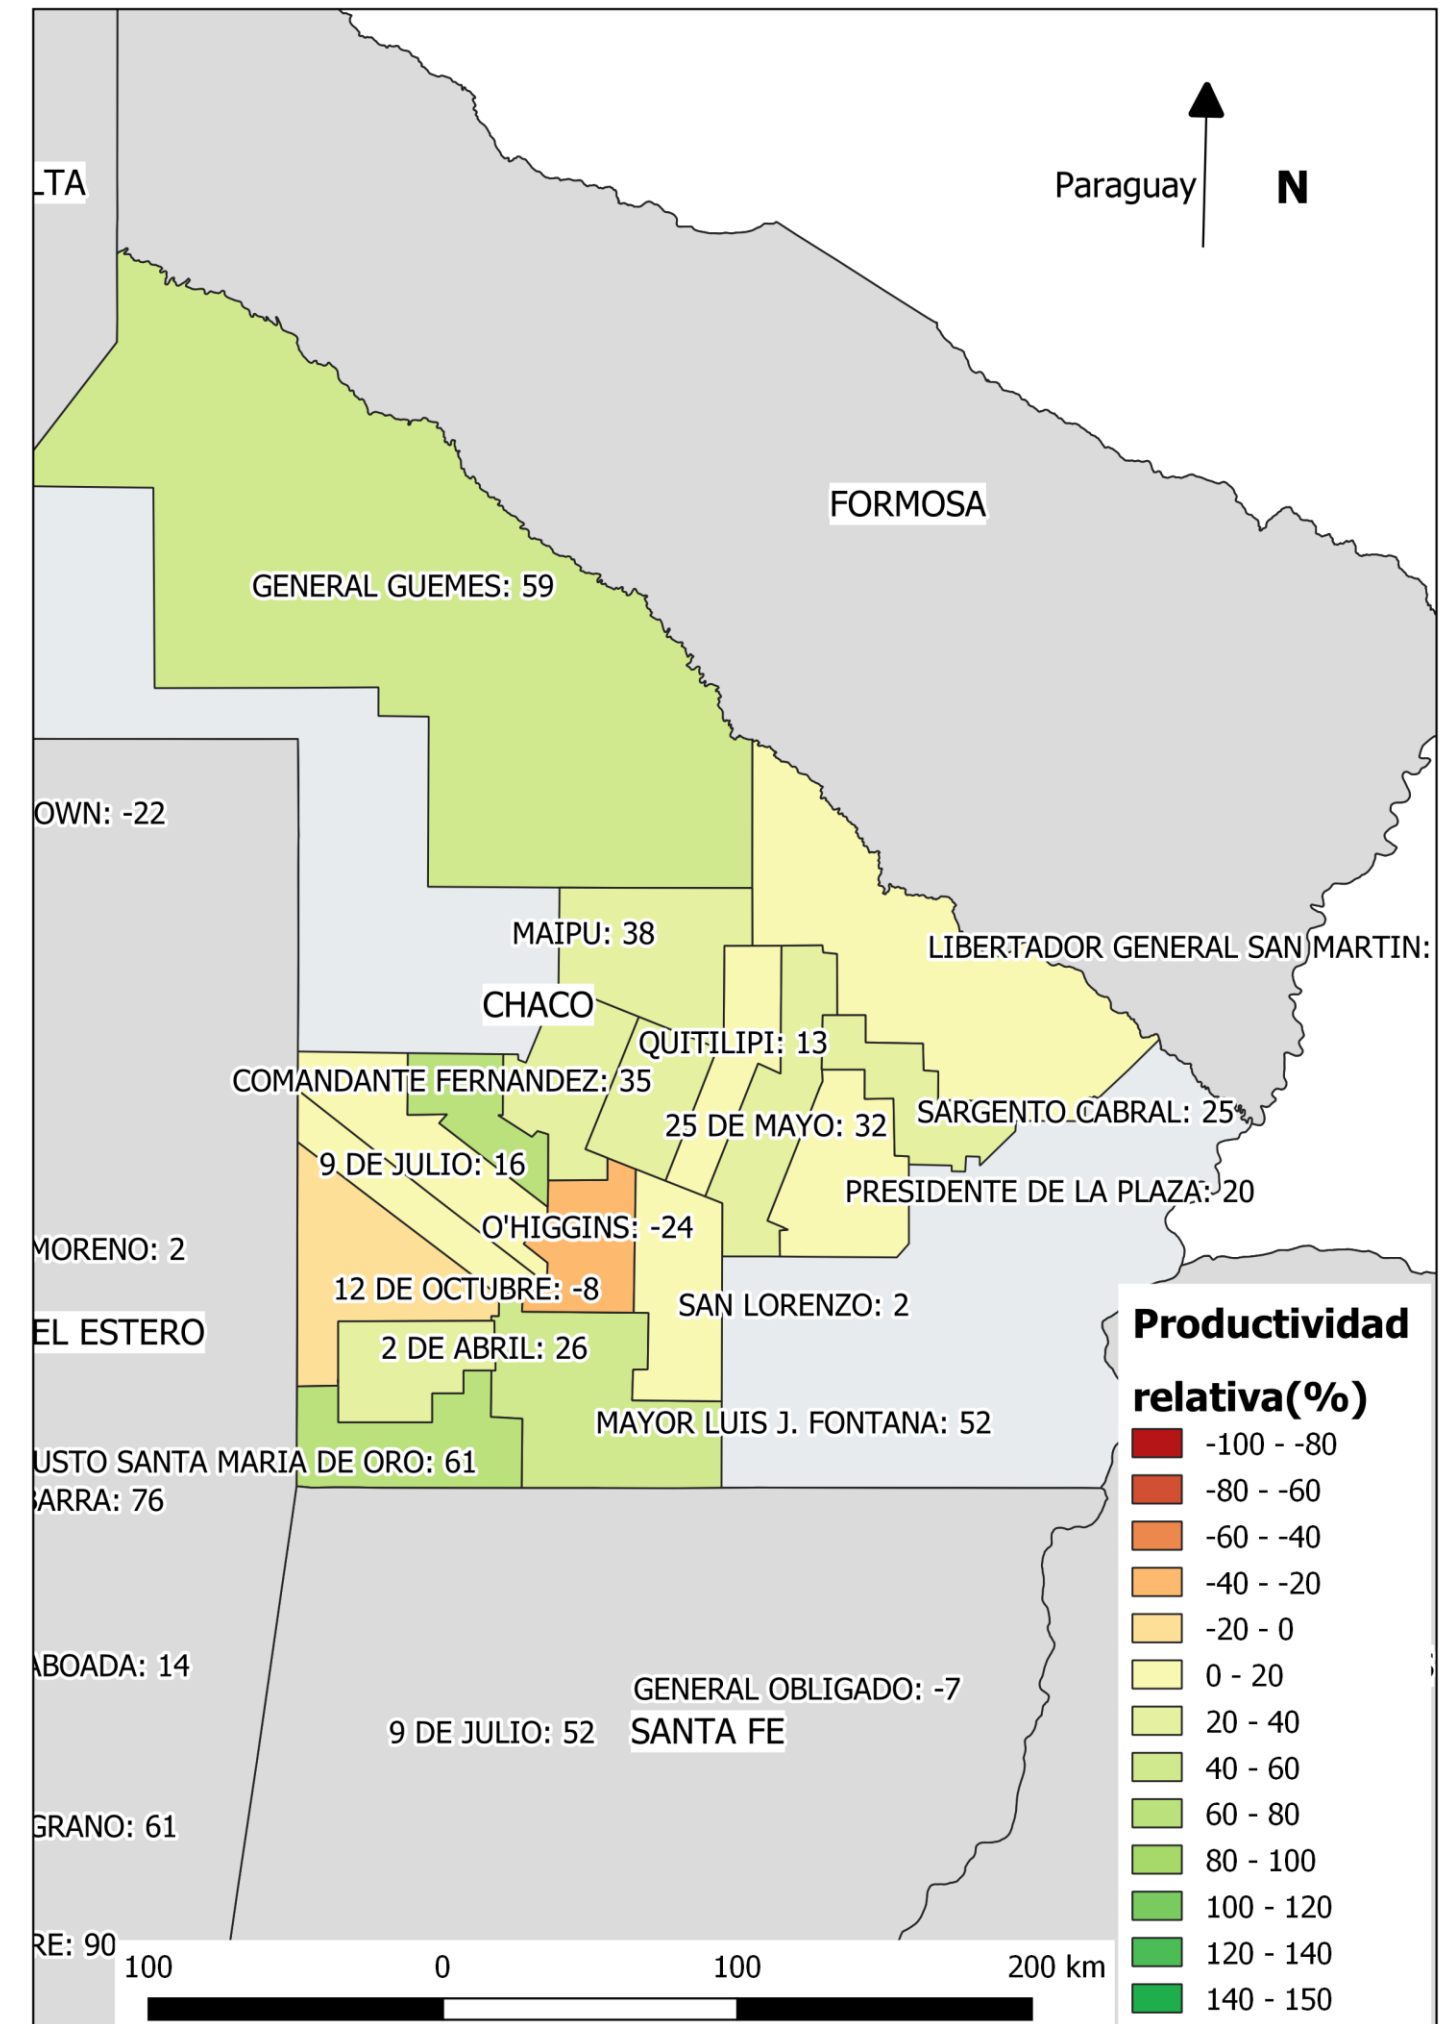 LTA
Paraguay
N
FORMOSA
GENERAL GUEMES: 59
OWN: -22
MAIPU: 38
LIBERTADOR GENERAL SAN MARTIN:
CHACO
QUITILIPI: 13
COMANDANTE FERNANDEZ: 35
SARGENTO CABRAL: 25
25 DE MAYO: 32
9 DE JULIO: 16
PRESIDENTE DE LA PLAZA: 20
O'HIGGINS: -24
MORENO: 2
12 DE OCTUBRE: -8
SAN LORENZO: 2
EL ESTERO
2 DE ABRIL: 26
MAYOR LUIS J. FONTANA: 52
USTO SANTA MARIA DE ORO: 61
BARRA: 76
ABOADA: 14
GENERAL OBLIGADO: -7
9 DE JULIO: 52
SANTA FE
GRANO: 61
RE: 90
Productividad
relativa(%)
-100 - -80
-80 - -60
-60 - -40
-40 - -20
-20 - 0
0 - 20
20 - 40
40 - 60
60 - 80
80 - 100
100 - 120
120 - 140
140 - 150
100 0 100 200 km